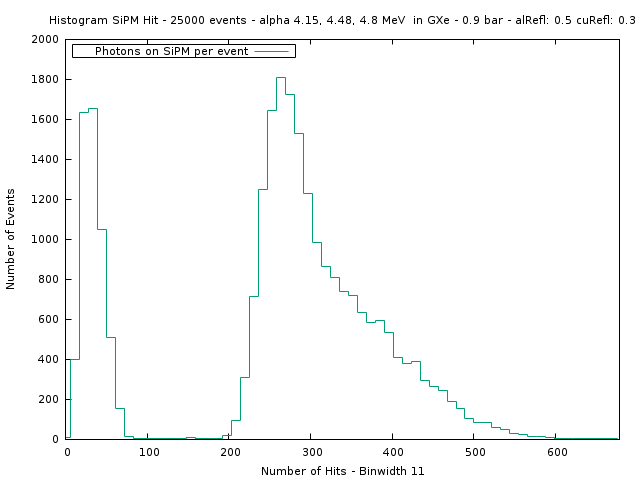 Histogram SiPM Hit - 25000 events - alpha 4.15, 4.48, 4.8 MeV  in GXe - 0.9 bar - alRefl: 0.5 cuRefl: 0.3
Photons on SiPM per event
2000
1800
1600
1400
1200
1000
800
600
400
200
0
Number of Events
0 100 200 300 400 500 600
Number of Hits - Binwidth 11